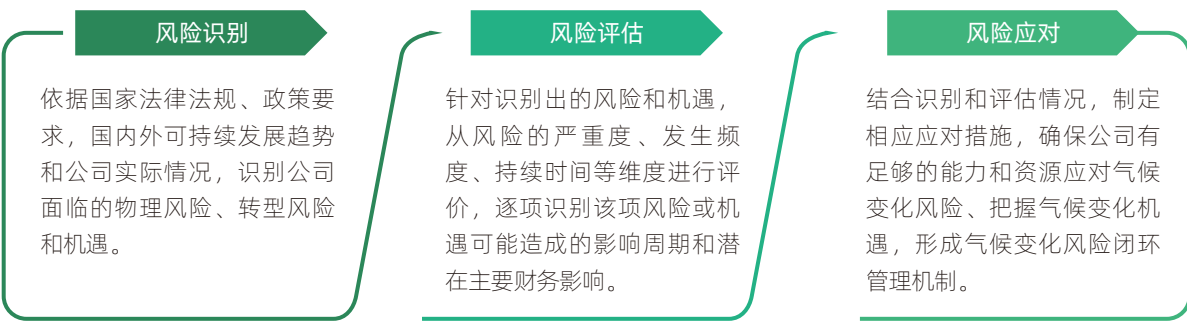 风险识别
依据国家法律法规、政策要
求，国内外可持续发展趋势
和公司实际情况，识别公司
面临的物理风险、转型风险
和机遇。
风险评估
针对识别出的风险和机遇，
从风险的严重度、发生频
度、持续时间等维度进行评
价，逐项识别该项风险或机
遇可能造成的影响周期和潜
在主要财务影响。
风险应对
结合识别和评估情况，制定
相应应对措施，确保公司有
足够的能力和资源应对气候
变化风险、把握气候变化机
遇，形成气候变化风险闭环
管理机制。